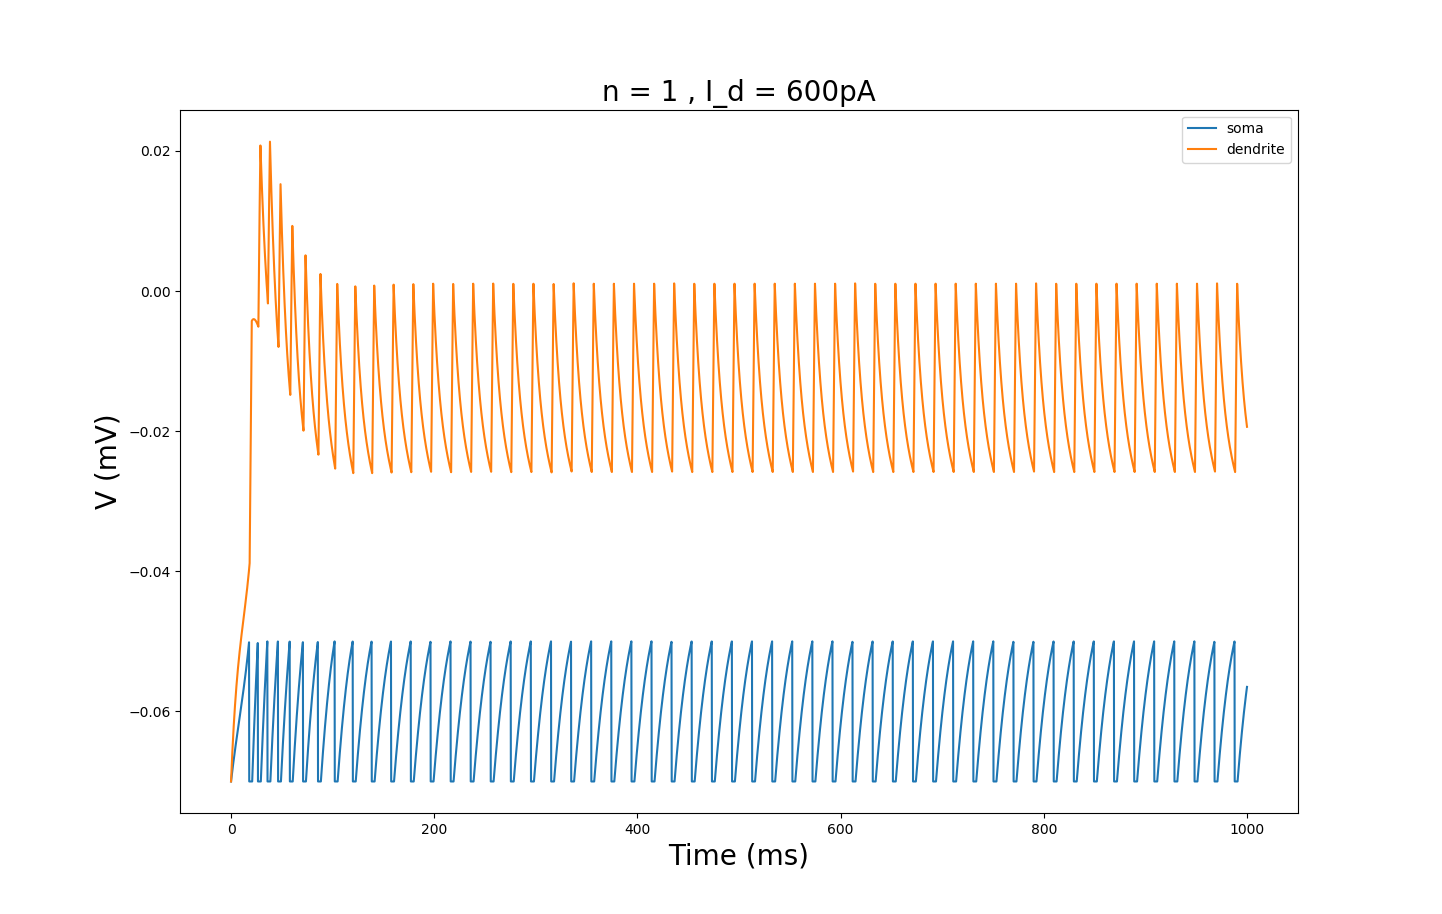 n = 1 , I_d = 600pA
soma
dendrite
0.02
0.00
−0.02
−0.04
−0.06
V (mV)
0
200
400
600
800
1000
Time (ms)